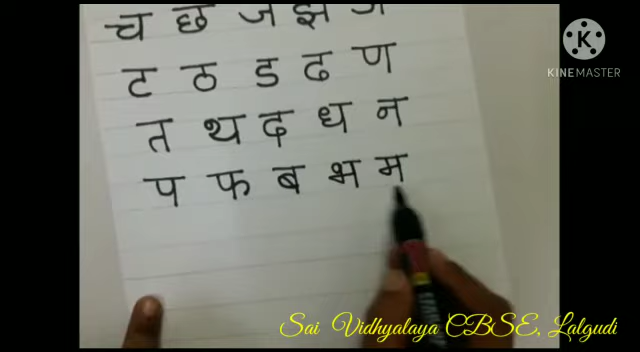 च छ ज झ
ट ठ ड ढ ण
त थ द ध न
प फ ब भ म
KINEMASTER
Sai Vidhyalaya CBSE, Lalgudi